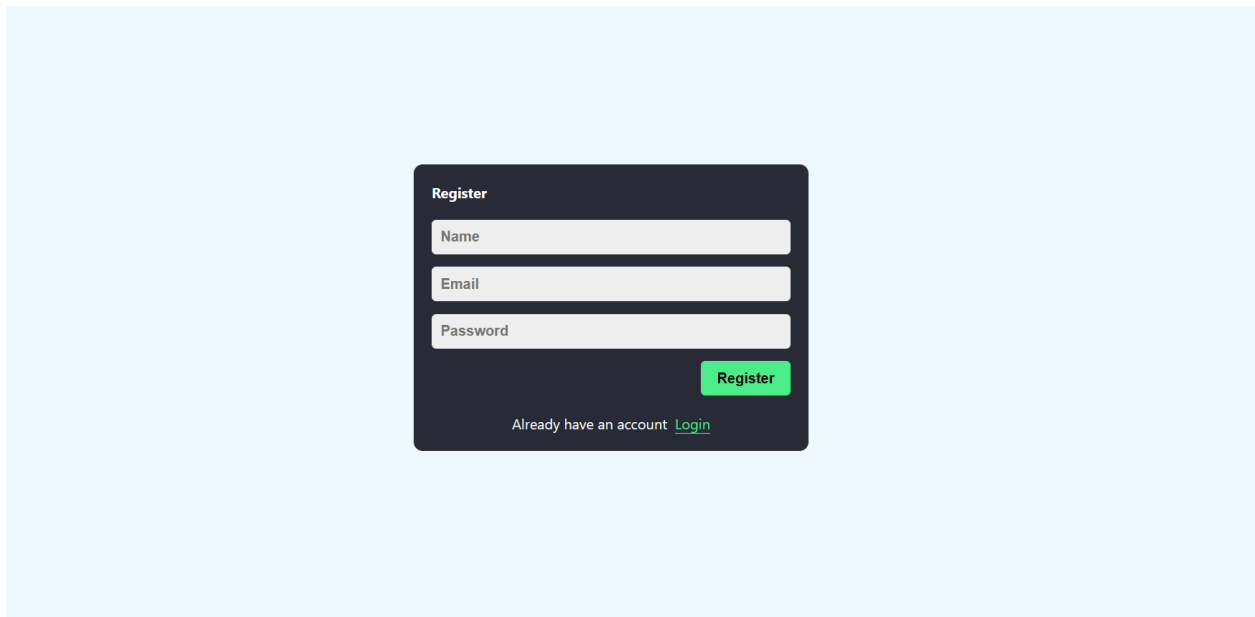 Register
Name
Email
Password
Register
Already have an account Login